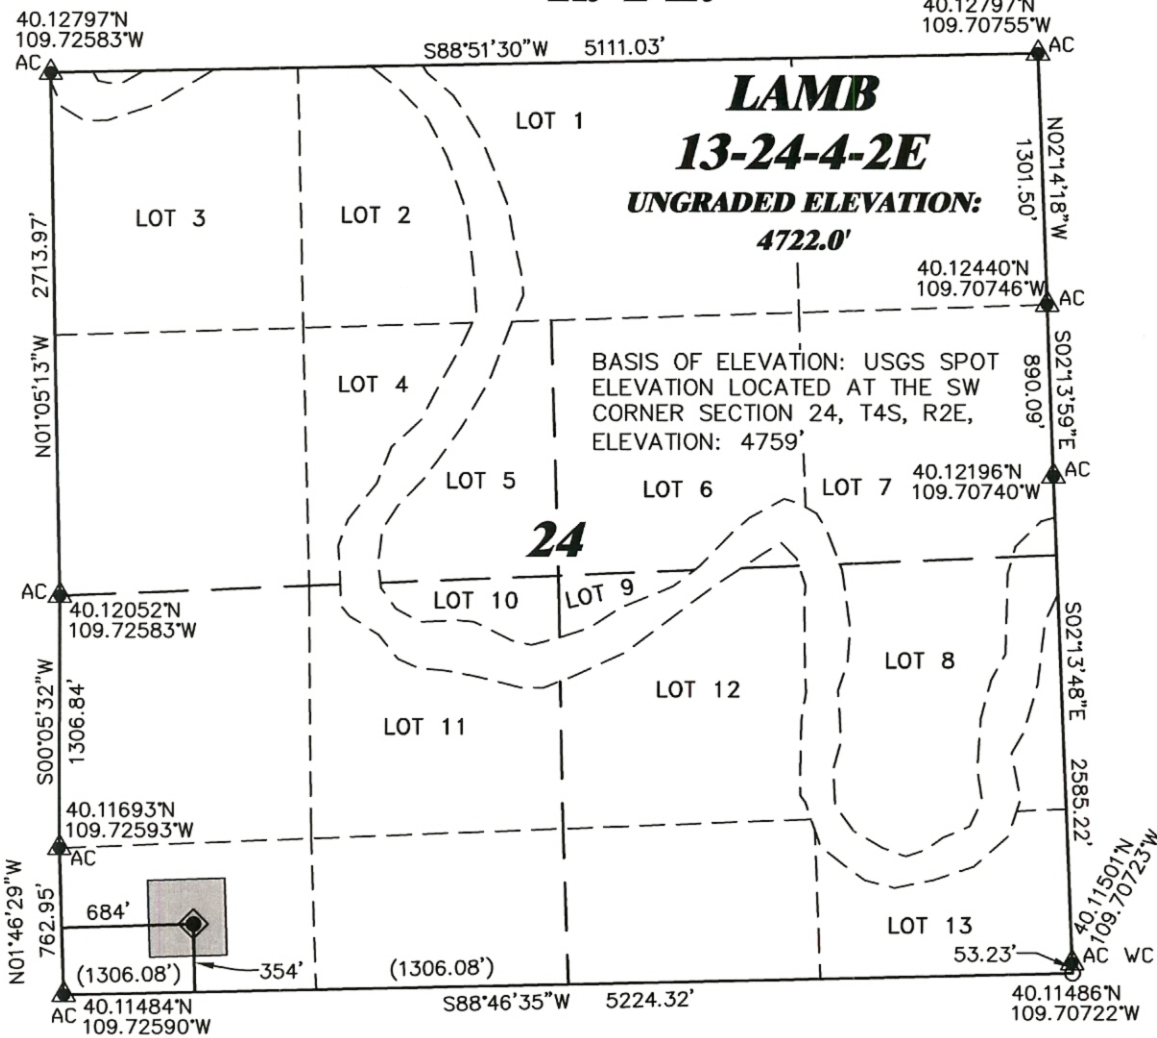 40.12797°N
109.72583°W
AC
S88°51'30"W 5111.03'
40.12797°N
109.70755°W
AC
LAMB
13-24-4-2E
UNGRADED ELEVATION:
4722.0'
LOT 1
LOT 2
LOT 3
N02°14'18"W
1301.50'
2713.97'
N01°05'13"W
40.12440°N
109.70746°W
AC
BASIS OF ELEVATION: USGS SPOT
ELEVATION LOCATED AT THE SW
CORNER SECTION 24, T4S, R2E,
ELEVATION: 4759'
S02°13'59"E
890.09'
LOT 4
LOT 5
LOT 6
LOT 7
40.12196°N
109.70740°W
AC
24
AC
40.12052°N
109.72583°W
LOT 10
LOT 9
LOT 8
LOT 12
LOT 11
S02°13'48"E
2585.22'
S00°05'32"W
1306.84'
40.11693°N
109.72593°W
AC
N01°46'29"W
762.95'
684'
354'
(1306.08')
(1306.08')
LOT 13
53.23'
40.11501°N
109.70723°W
AC WC
AC
40.11484°N
109.72590°W
S88°46'35"W 5224.32'
40.11486°N
109.70722°W